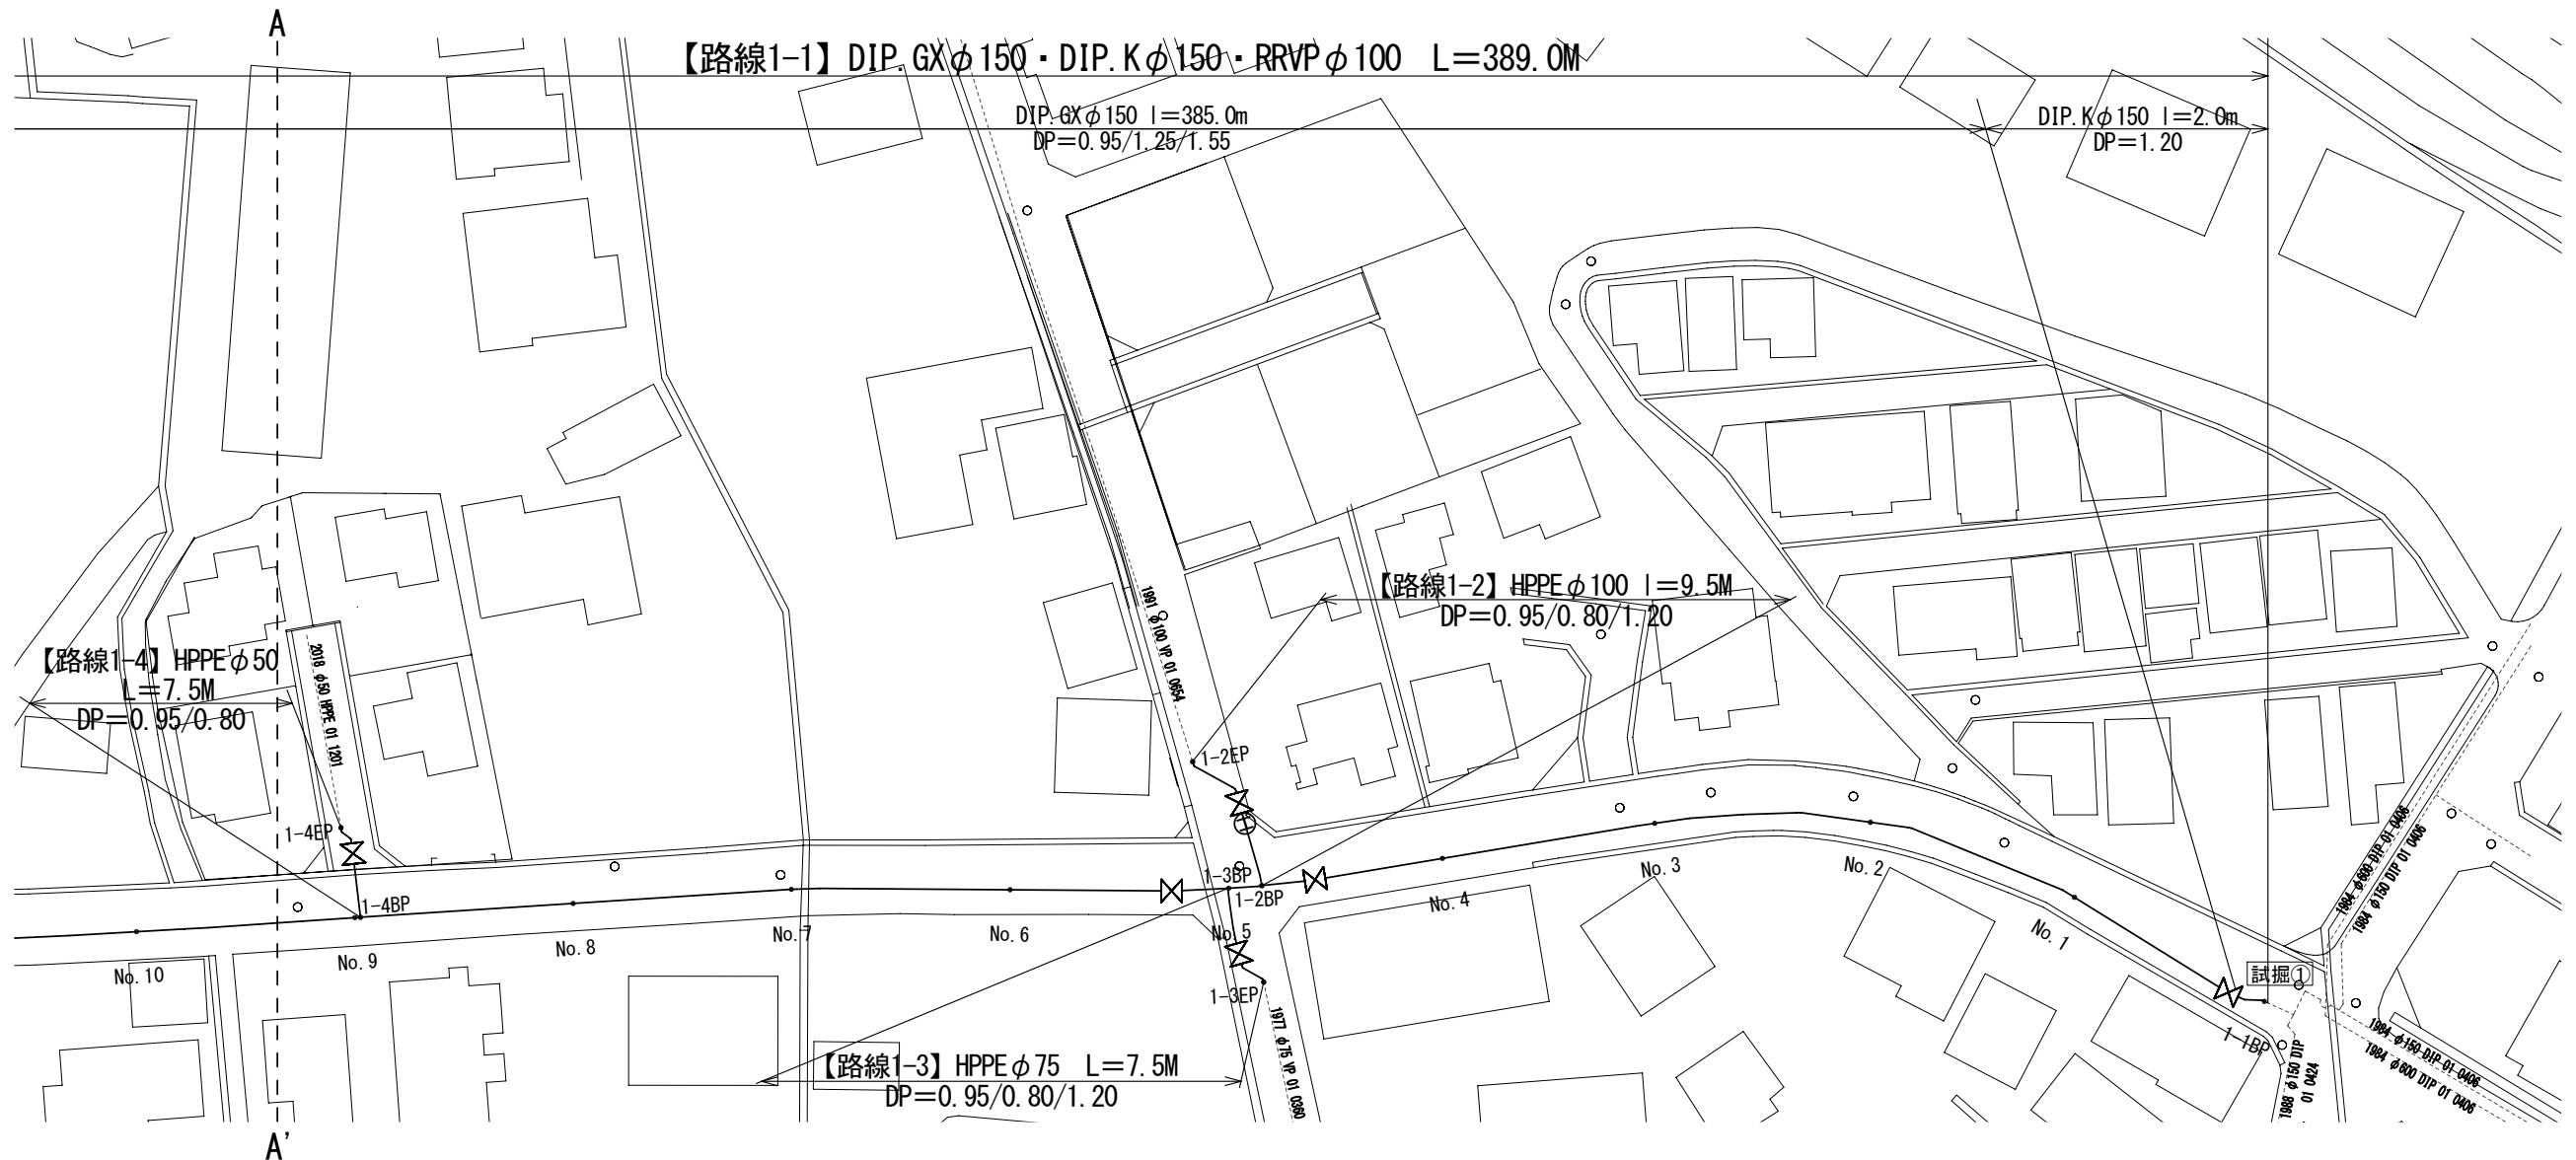 A
【路線1-1】DIP.GXφ150・DIP.Kφ150・RRVPφ100 L＝389.0M
DIP.GXφ150 l＝385.0m
DP＝0.95/1.25/1.55
DIP.Kφ150 l＝2.0m
DP＝1.20
【路線1-2】HPPEφ100 l＝9.5M
DP＝0.95/0.80/1.20
1991 φ100 VP 01 0654
【路線1-4】HPPEφ50
L＝7.5M
DP＝0.95/0.80
2018 φ50 HPPE 01 1201
1-2EP
1-4EP
1984 φ600 DIP 01 0406
1984 φ150 DIP 01 0406
1-3BP
1-2BP
1-4BP
No.10
No.9
No.8
No.7
No.6
No.5
No.4
No.3
No.2
No.1
試掘①
1-3EP
1-1BP
1984 φ150 DIP 01 0406
1984 φ600 DIP 01 0406
1988 φ150 DIP
01 0424
1977 φ75 VP 01 0360
【路線1-3】HPPEφ75 L＝7.5M
DP＝0.95/0.80/1.20
A'